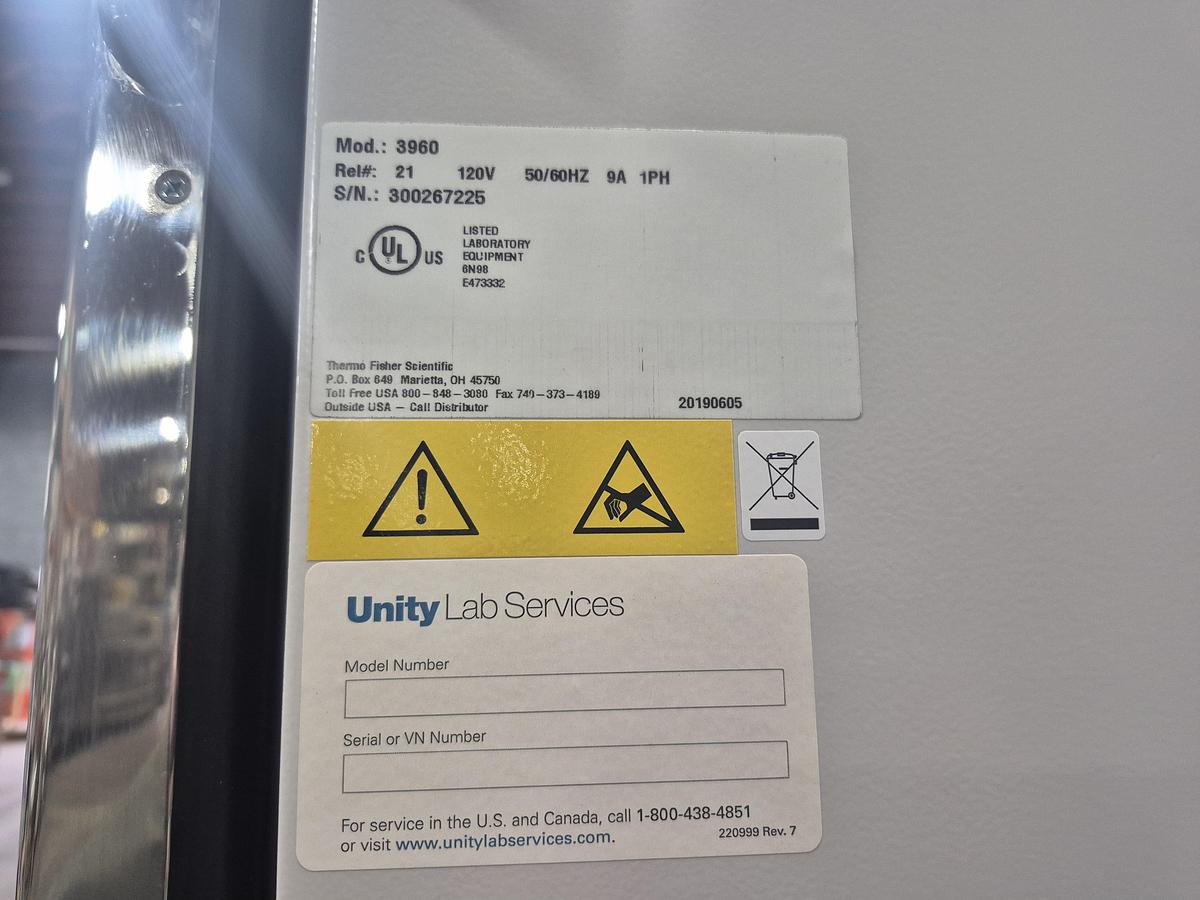 Mod.: 3960
Rel#: 21 120V 50/60HZ 9A 1PH
S/N.: 300267225
C UL US
LISTED
LABORATORY
EQUIPMENT
6N98
E473332
Thermo Fisher Scientific
P.O. Box 649 Marietta, OH 45750
Toll Free USA 800-848-3080 Fax 740-373-4189
Outside USA - Call Distributor
20190605
Unity Lab Services
Model Number
Serial or VN Number
For service in the U.S. and Canada, call 1-800-438-4851
or visit www.unitylabservices.com.
220999 Rev. 7